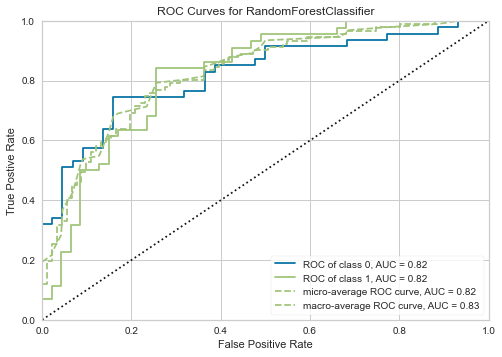 ROC Curves for RandomForestClassifier
True Postive Rate
1.0
0.8
0.6
0.4
0.2
0.0
ROC of class 0, AUC = 0.82
ROC of class 1, AUC = 0.82
micro-average ROC curve, AUC = 0.82
macro-average ROC curve, AUC = 0.83
0.0 0.2 0.4 0.6 0.8 1.0
False Positive Rate